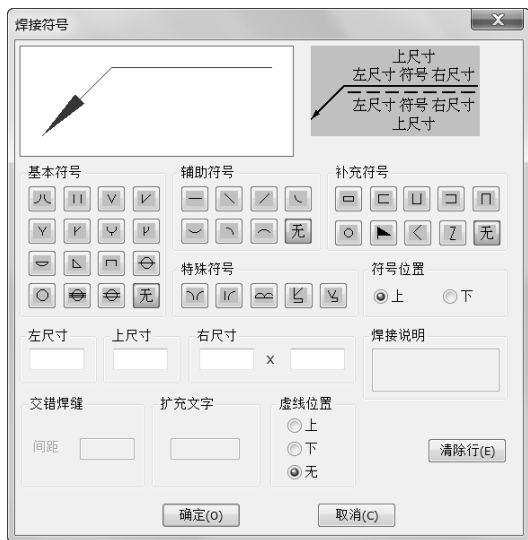 焊接符号
上尺寸
左尺寸 符号 右尺寸
左尺寸 符号 右尺寸
上尺寸
基本符号
辅助符号
补充符号
无
无
特殊符号
符号位置
上
下
无
左尺寸
上尺寸
右尺寸
x
焊接说明
交错焊缝
扩充文字
虚线位置
上
间距
下
清除行(E)
无
确定(O)
取消(C)